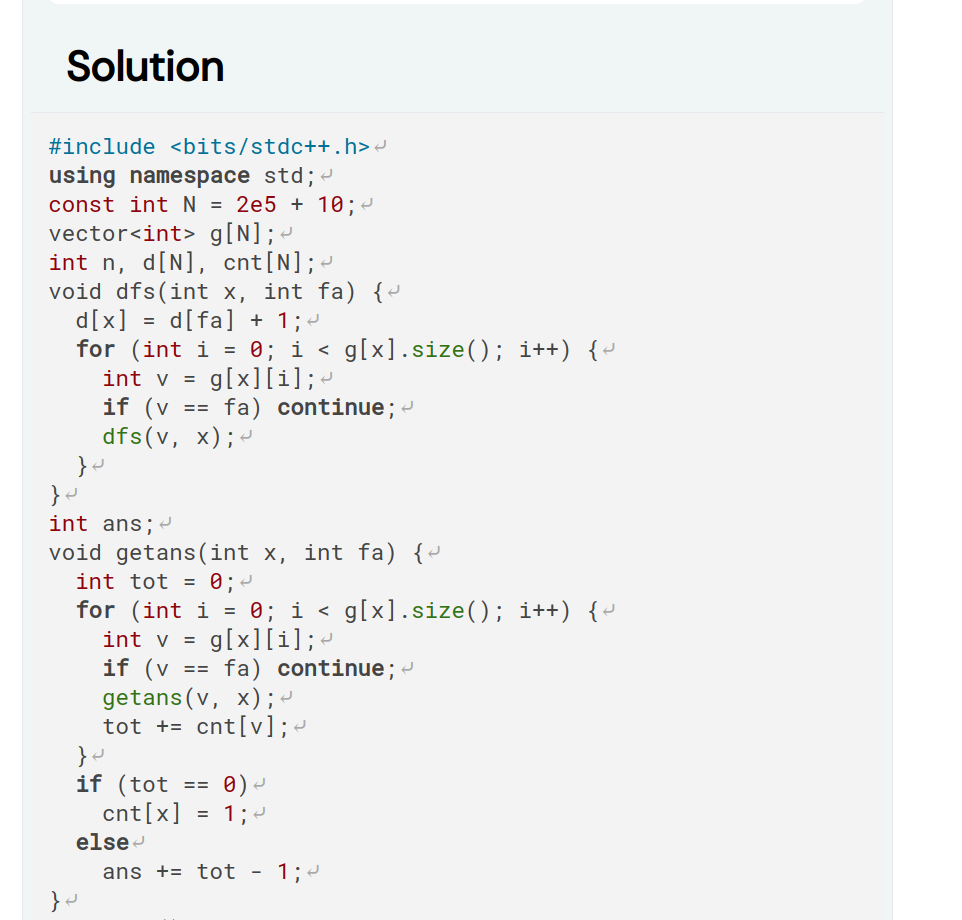 Solution
#include <bits/stdc++.h>↵
using namespace std;↵
const int N = 2e5 + 10;↵
vector<int> g[N];↵
int n, d[N], cnt[N];↵
void dfs(int x, int fa) {↵
  d[x] = d[fa] + 1;↵
  for (int i = 0; i < g[x].size(); i++) {↵
    int v = g[x][i];↵
    if (v == fa) continue;↵
    dfs(v, x);↵
  }↵
}↵
int ans;↵
void getans(int x, int fa) {↵
  int tot = 0;↵
  for (int i = 0; i < g[x].size(); i++) {↵
    int v = g[x][i];↵
    if (v == fa) continue;↵
    getans(v, x);↵
    tot += cnt[v];↵
  }↵
  if (tot == 0)↵
    cnt[x] = 1;↵
  else↵
    ans += tot - 1;↵
}↵